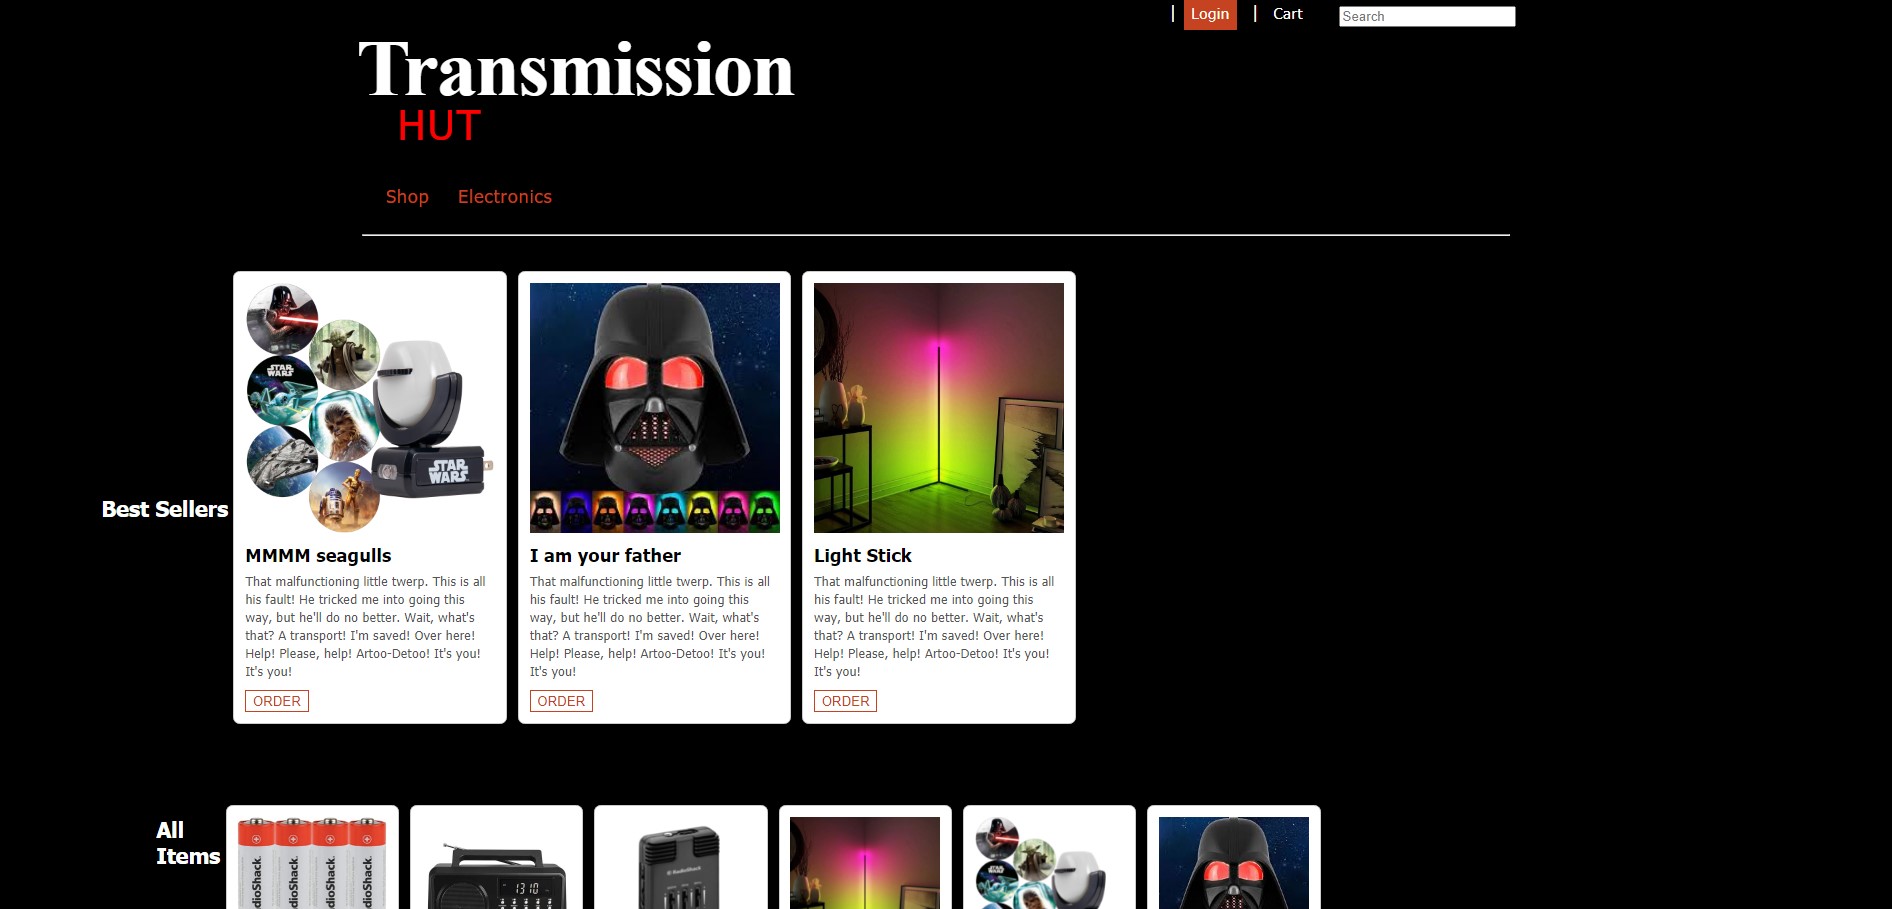 | Login | Cart Search
Transmission
HUT
Shop Electronics
STAR
WARS
STAR
WARS
Best Sellers
MMMM seagulls
That malfunctioning little twerp. This is all
his fault! He tricked me into going this
way, but he'll do no better. Wait, what's
that? A transport! I'm saved! Over here!
Help! Please, help! Artoo-Detoo! It's you!
It's you!
ORDER
I am your father
That malfunctioning little twerp. This is all
his fault! He tricked me into going this
way, but he'll do no better. Wait, what's
that? A transport! I'm saved! Over here!
Help! Please, help! Artoo-Detoo! It's you!
It's you!
ORDER
Light Stick
That malfunctioning little twerp. This is all
his fault! He tricked me into going this
way, but he'll do no better. Wait, what's
that? A transport! I'm saved! Over here!
Help! Please, help! Artoo-Detoo! It's you!
It's you!
ORDER
All
Items
dioShack.
adioShack.
dioShack.
adioShack.
1310
RadioShack
STAR
WARS